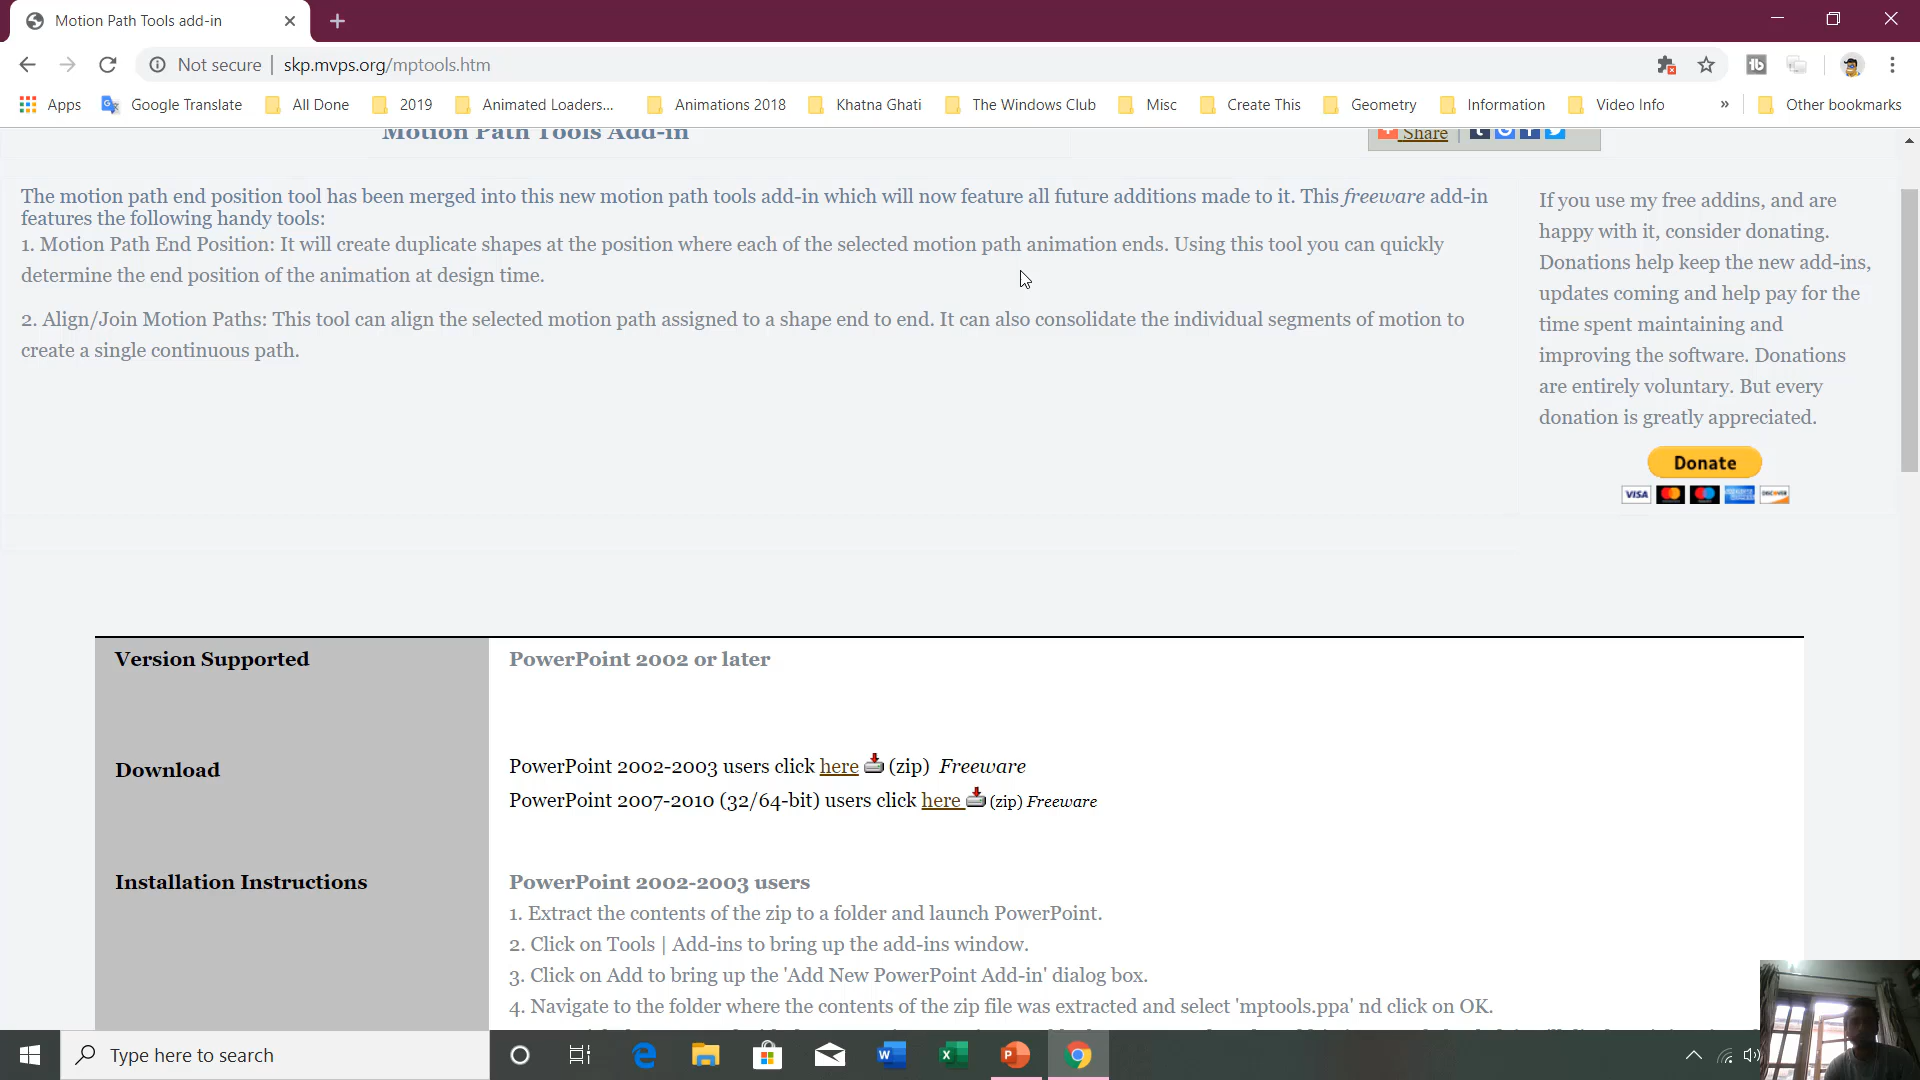 Motion Path Tools add-in
Not secure | skp.mvps.org/mptools.htm
Apps Google Translate All Done 2019 Animated Loaders... Animations 2018 Khatna Ghati The Windows Club Misc Create This Geometry Information Video Info » Other bookmarks
Motion Path Tools Add-in
Share
The motion path end position tool has been merged into this new motion path tools add-in which will now feature all future additions made to it. This freeware add-in
features the following handy tools:
1. Motion Path End Position: It will create duplicate shapes at the position where each of the selected motion path animation ends. Using this tool you can quickly
determine the end position of the animation at design time.
2. Align/Join Motion Paths: This tool can align the selected motion path assigned to a shape end to end. It can also consolidate the individual segments of motion to
create a single continuous path.
If you use my free addins, and are
happy with it, consider donating.
Donations help keep the new add-ins,
updates coming and help pay for the
time spent maintaining and
improving the software. Donations
are entirely voluntary. But every
donation is greatly appreciated.
Donate
VISA
Version Supported
PowerPoint 2002 or later
Download
PowerPoint 2002-2003 users click here (zip) Freeware
PowerPoint 2007-2010 (32/64-bit) users click here (zip) Freeware
Installation Instructions
PowerPoint 2002-2003 users
1. Extract the contents of the zip to a folder and launch PowerPoint.
2. Click on Tools | Add-ins to bring up the add-ins window.
3. Click on Add to bring up the 'Add New PowerPoint Add-in' dialog box.
4. Navigate to the folder where the contents of the zip file was extracted and select 'mptools.ppa' nd click on OK.
Type here to search